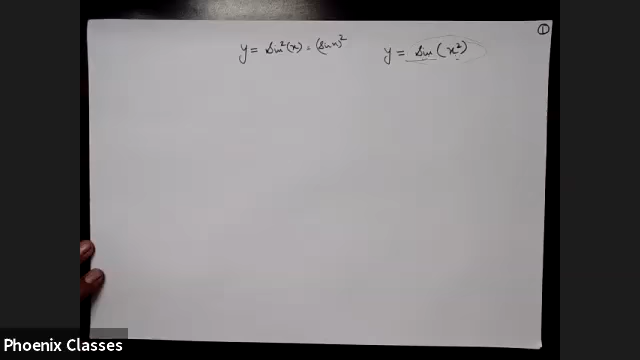 ①
y = sin²(x) = (sin x)² y = sin(x²)
Phoenix Classes